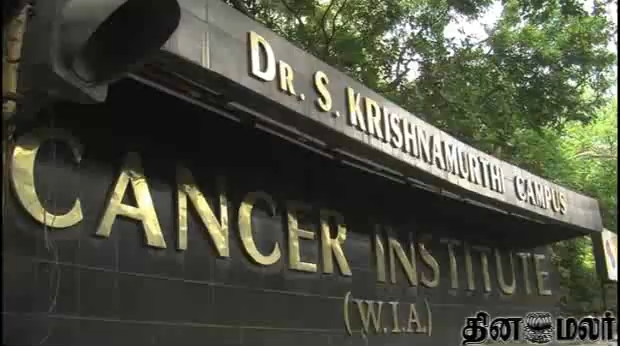 DR. S. KRISHNAMURTHI CAMPUS
CANCER INSTITUTE
(W.I.A.)
தினமலர்